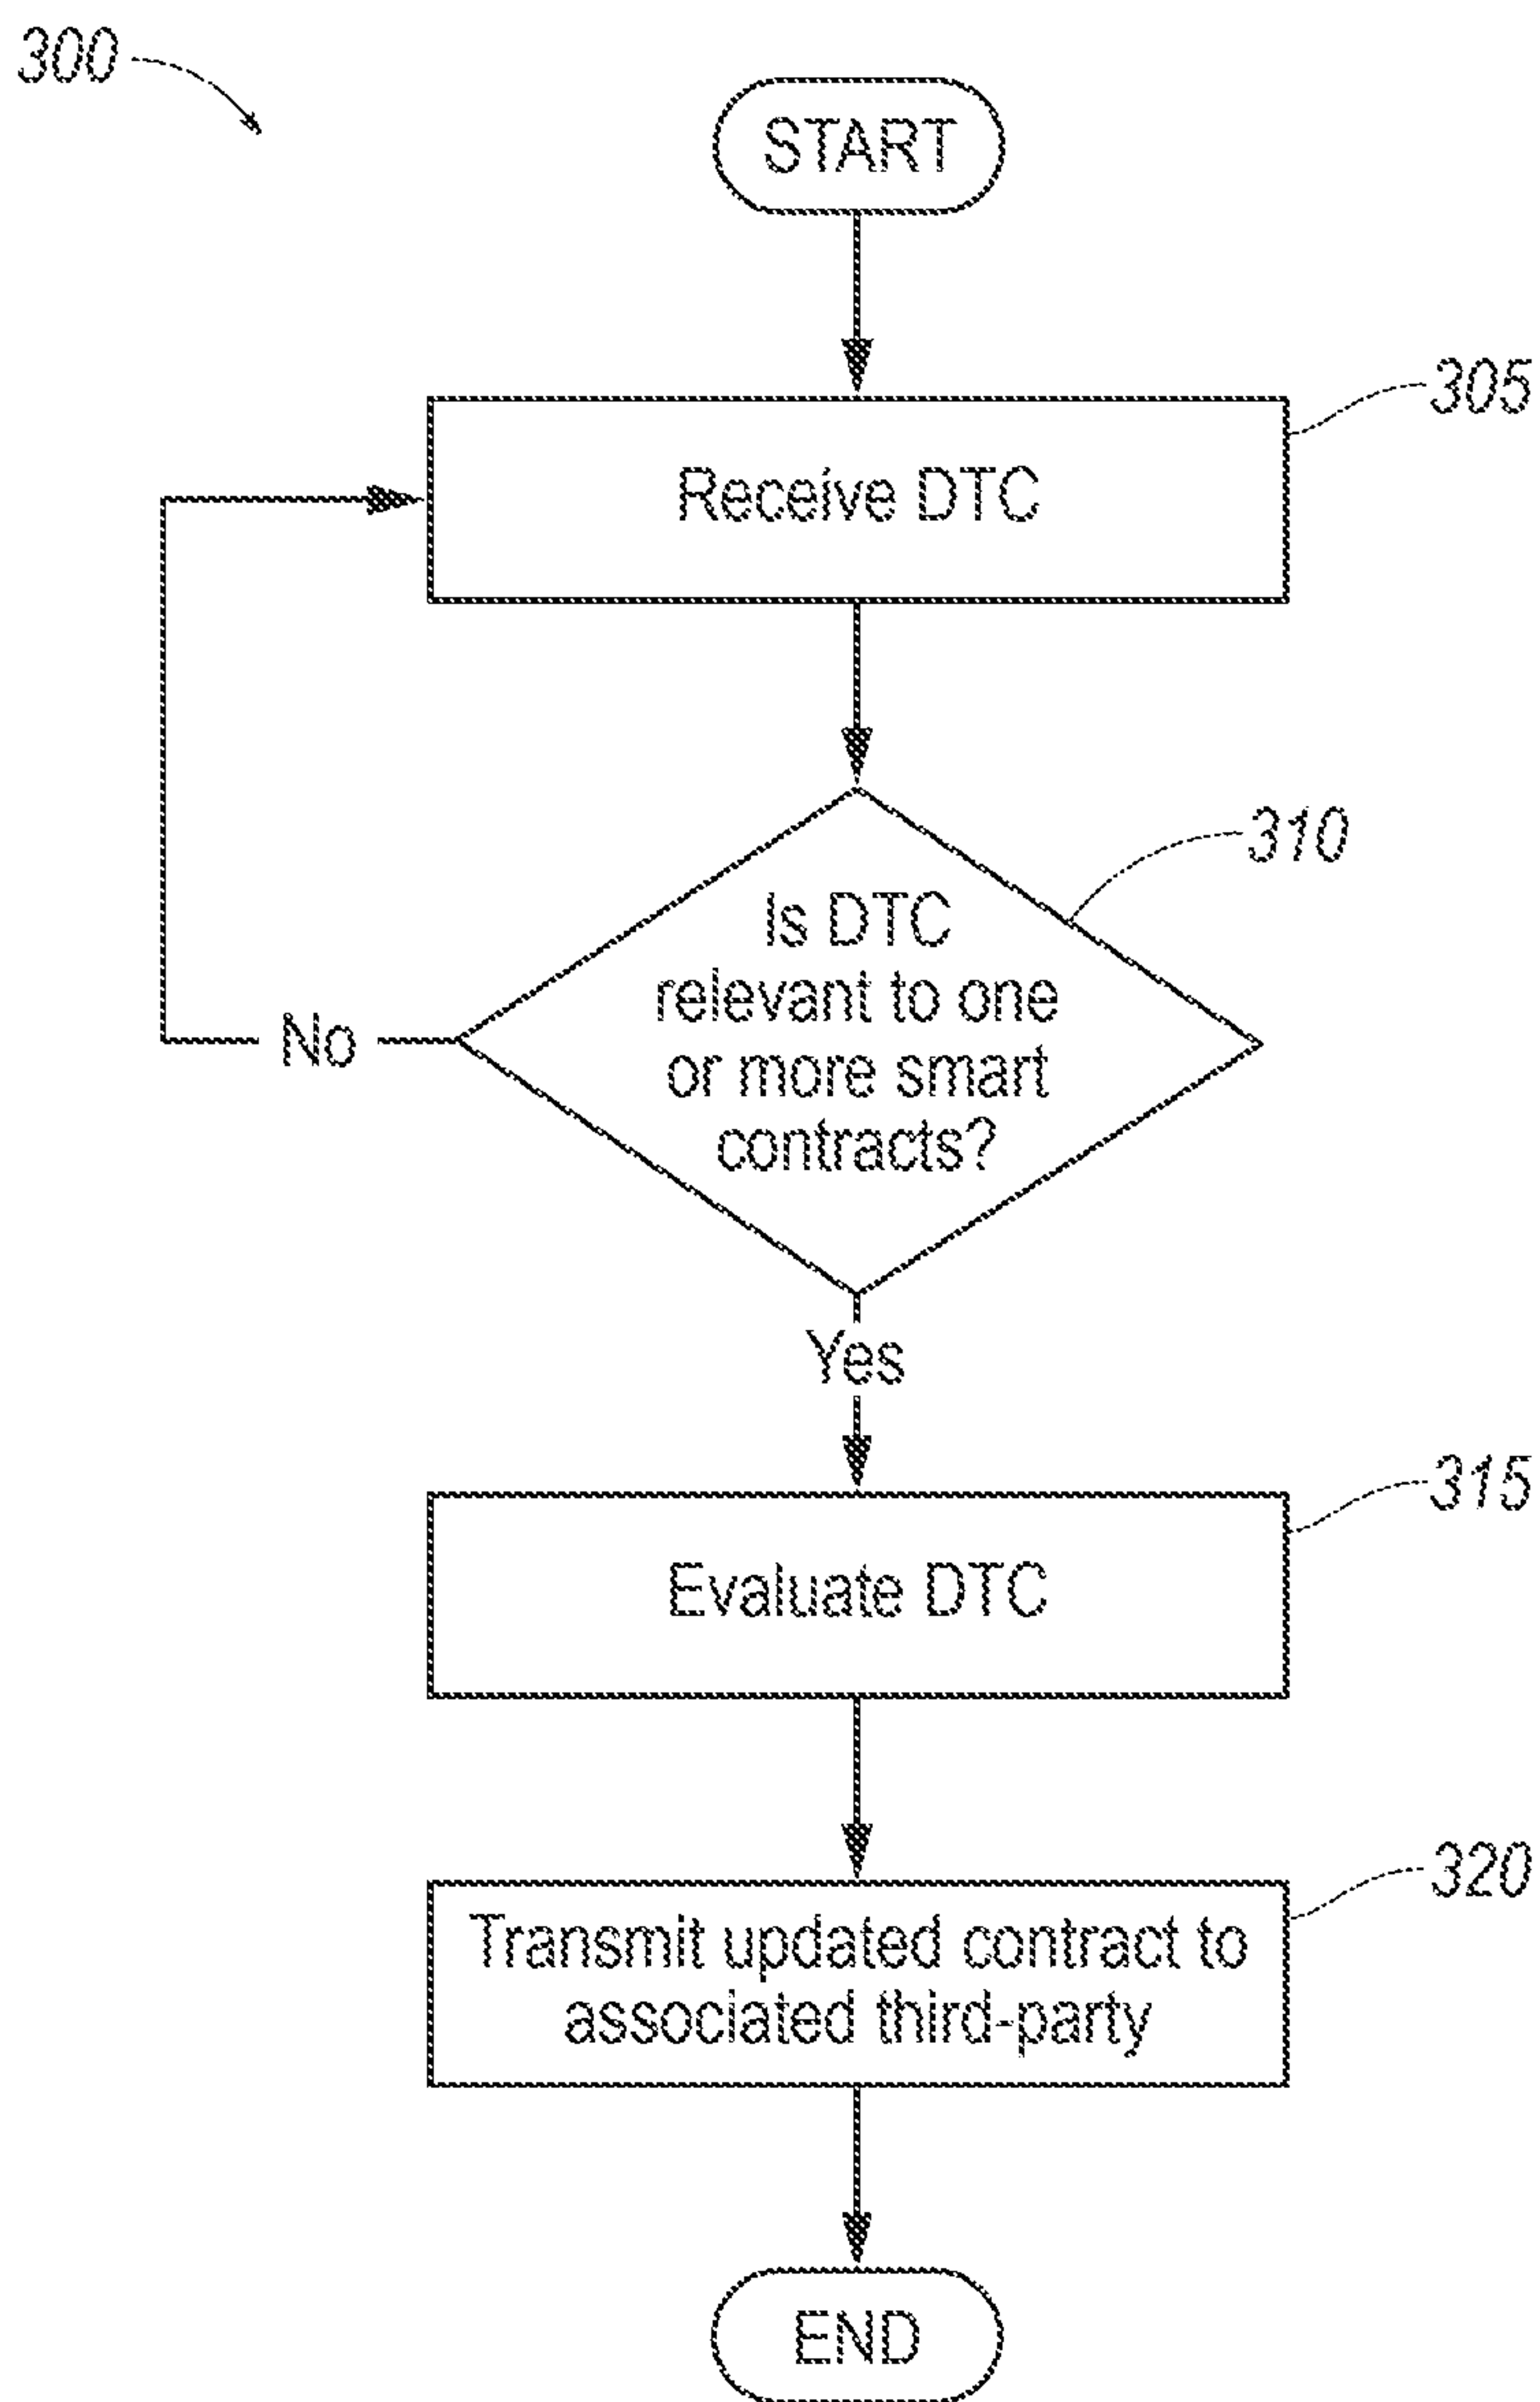 300
START
305
Receive DTC
310
Is DTC
relevant to one
or more smart
contracts?
No
Yes
315
Evaluate DTC
320
Transmit updated contract to
associated third-party
END